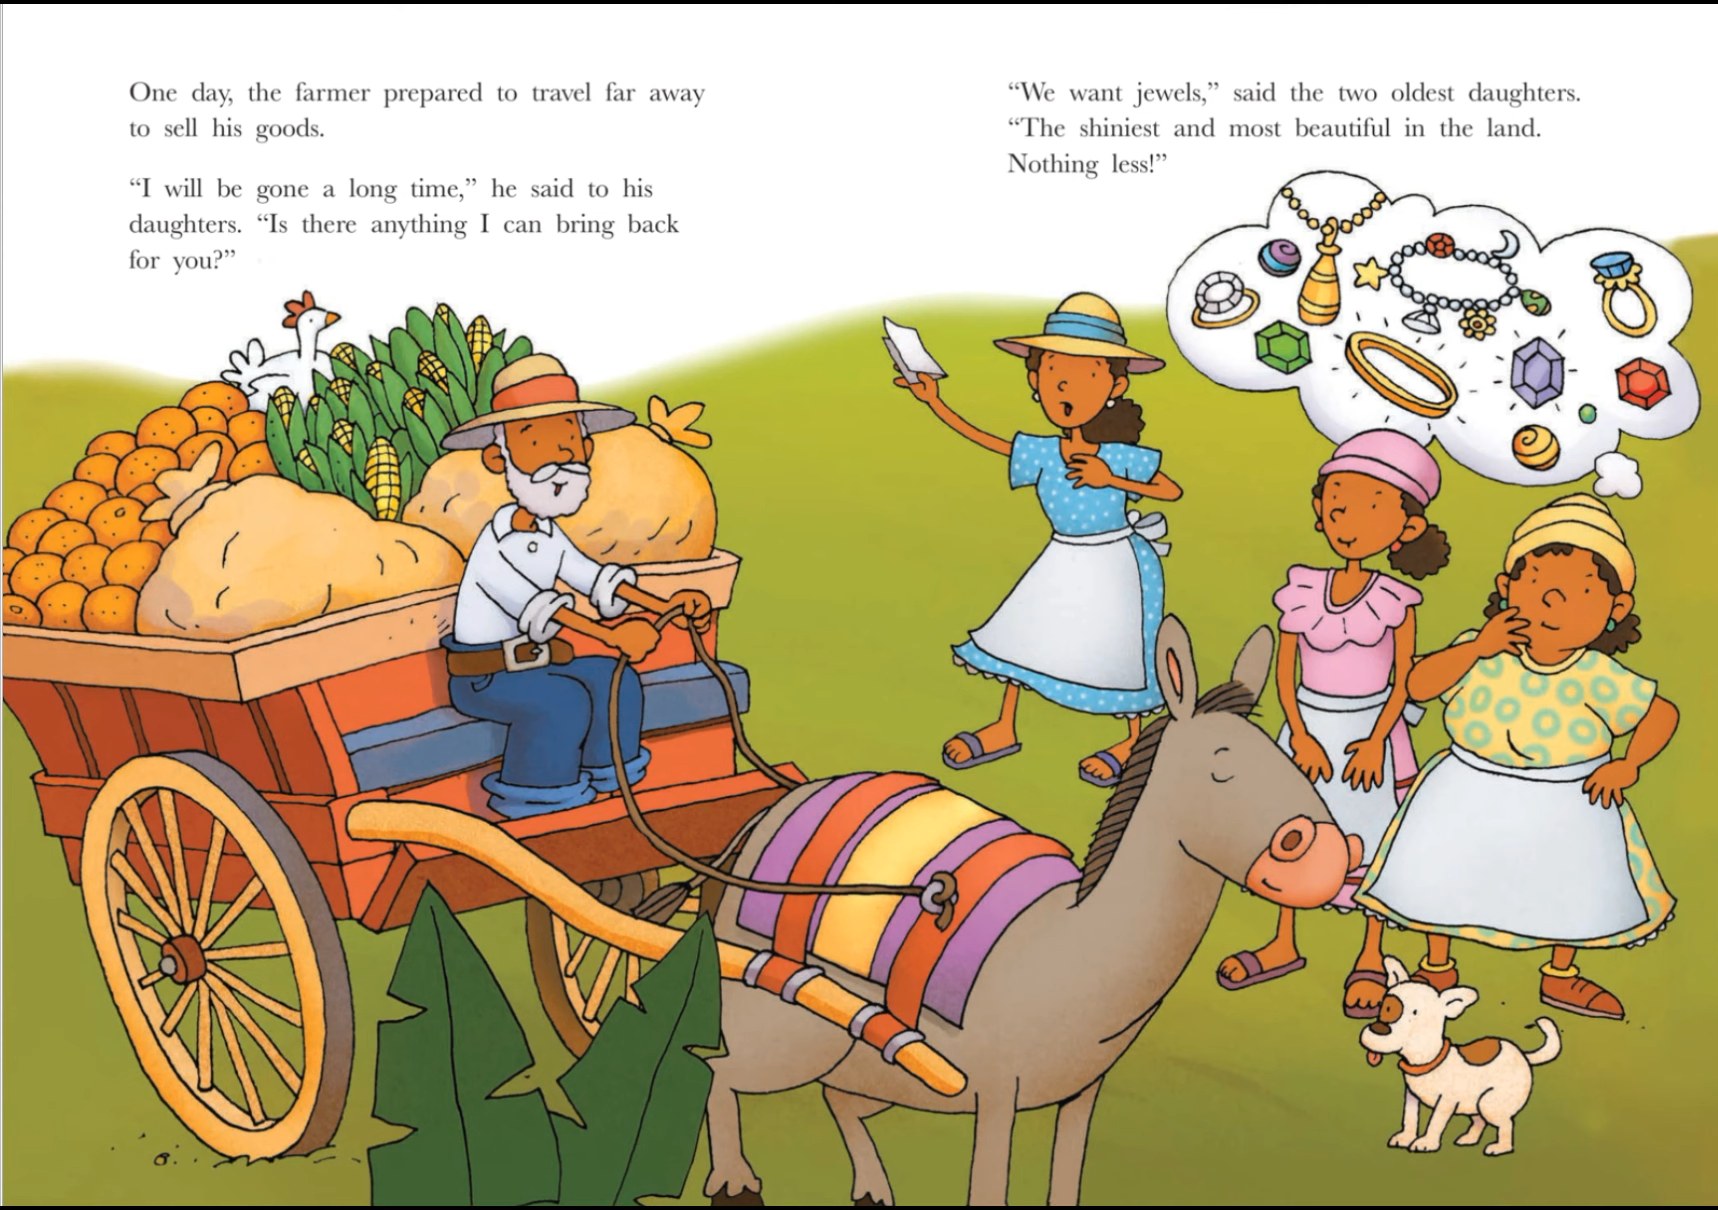 One day, the farmer prepared to travel far away
to sell his goods.
“I will be gone a long time,” he said to his
daughters. “Is there anything I can bring back
for you?”
“We want jewels,” said the two oldest daughters.
“The shiniest and most beautiful in the land.
Nothing less!”